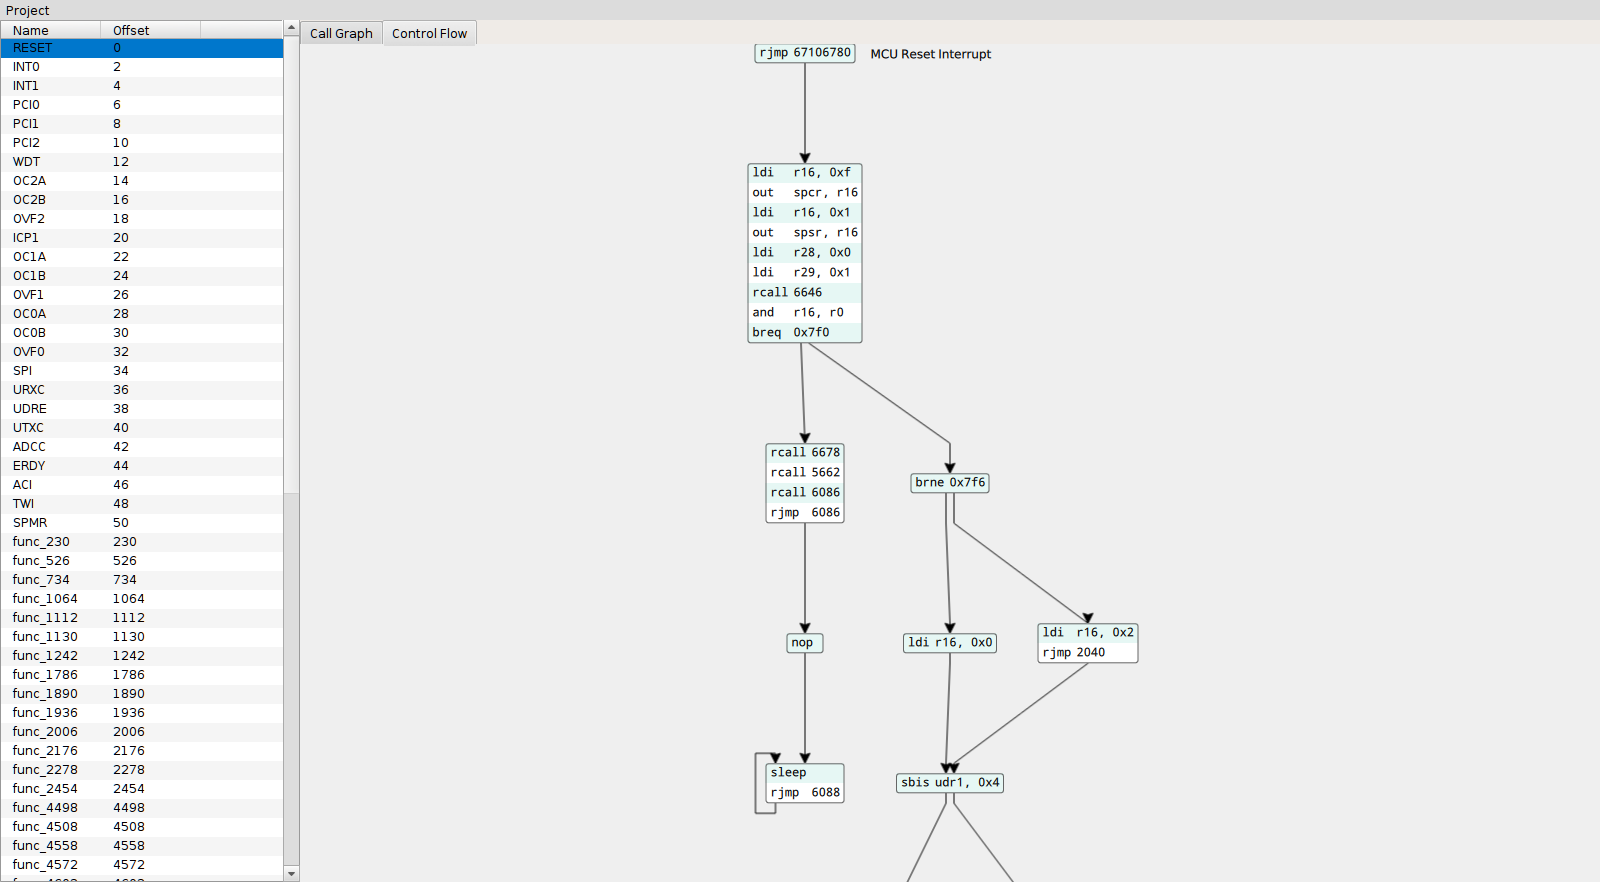 Project
Name Offset
RESET 0
INT0 2
INT1 4
PCI0 6
PCI1 8
PCI2 10
WDT 12
OC2A 14
OC2B 16
OVF2 18
ICP1 20
OC1A 22
OC1B 24
OVF1 26
OC0A 28
OC0B 30
OVF0 32
SPI 34
URXC 36
UDRE 38
UTXC 40
ADCC 42
ERDY 44
ACI 46
TWI 48
SPMR 50
func_230 230
func_526 526
func_734 734
func_1064 1064
func_1112 1112
func_1130 1130
func_1242 1242
func_1786 1786
func_1890 1890
func_1936 1936
func_2006 2006
func_2176 2176
func_2278 2278
func_2454 2454
func_4498 4498
func_4508 4508
func_4558 4558
func_4572 4572
Call Graph Control Flow
rjmp 67106780 MCU Reset Interrupt
ldi r16, 0xf
out spcr, r16
ldi r16, 0x1
out spsr, r16
ldi r28, 0x0
ldi r29, 0x1
rcall 6646
and r16, r0
breq 0x7f0
rcall 6678
rcall 5662
rcall 6086
rjmp 6086
brne 0x7f6
nop
ldi r16, 0x0
ldi r16, 0x2
rjmp 2040
sleep
rjmp 6088
sbis udr1, 0x4